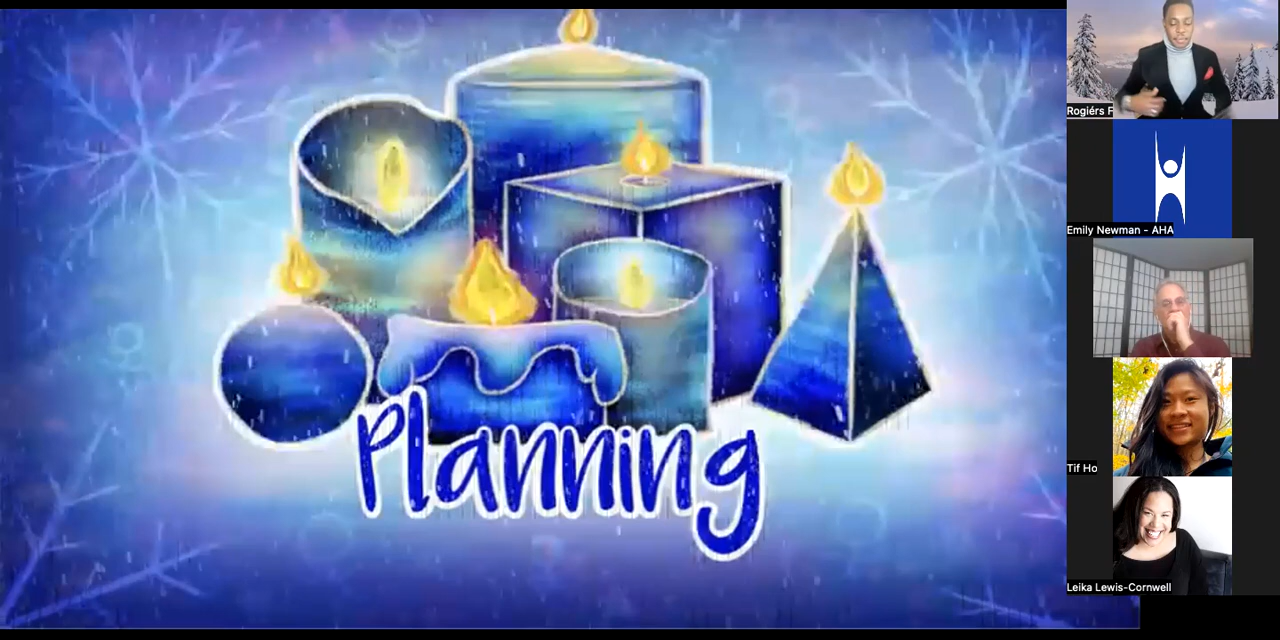 Planning
Rogiérs F
Emily Newman - AHA
Tif Ho
Leika Lewis-Cornwell